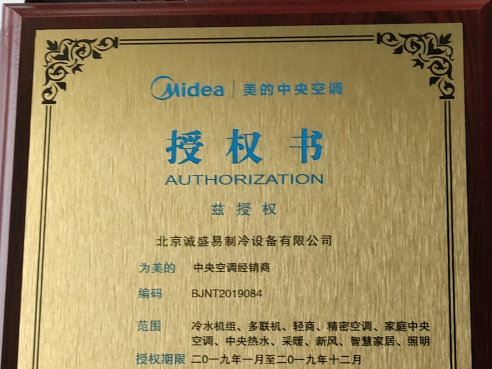 Midea 美的中央空调
授权书
AUTHORIZATION
兹授权
北京诚盛易制冷设备有限公司
为美的 中央空调经销商
编码 BJNT2019084
范围 冷水机组、多联机、轻商、精密空调、家庭中央
空调、中央热水、采暖、新风、智慧家居、照明
授权期限 二0一九年一月至二0一九年十二月